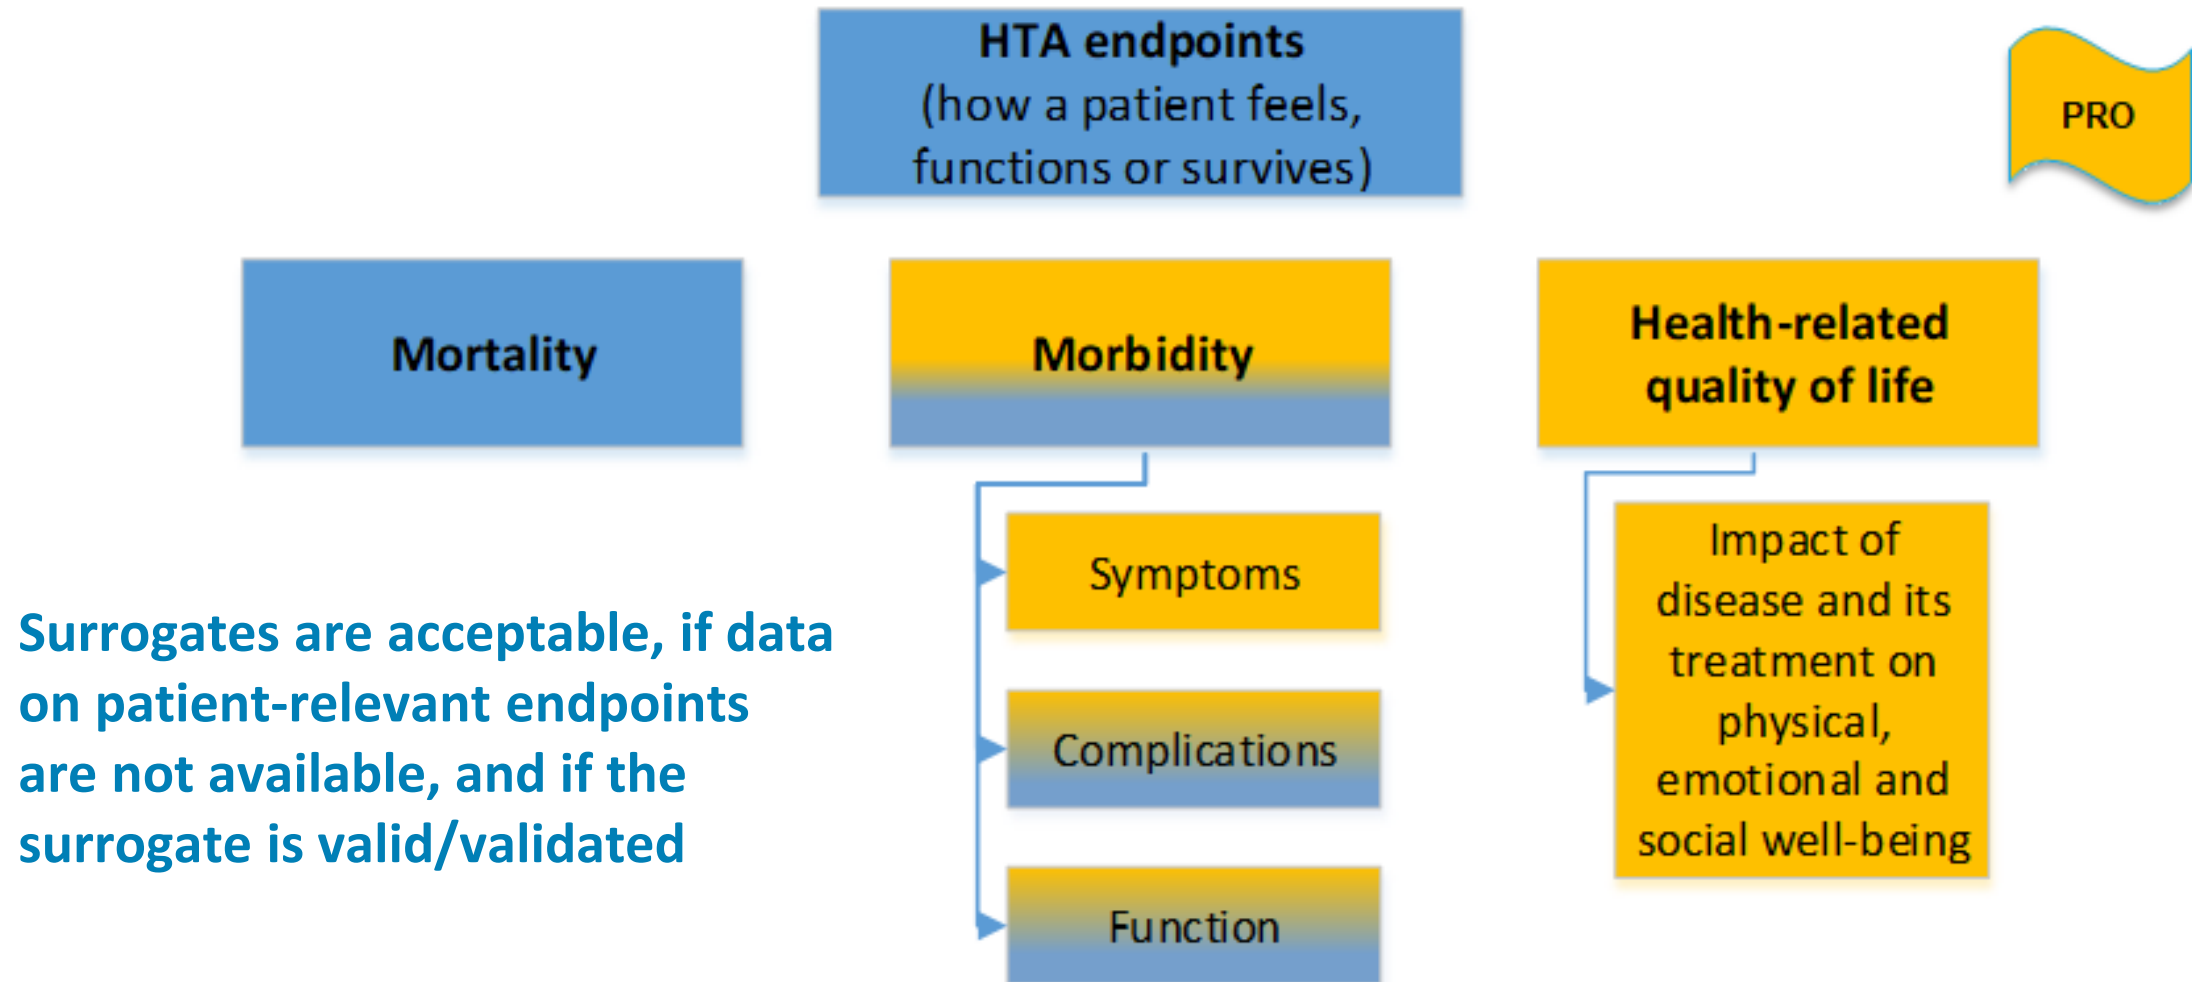 HTA endpoints
(how a patient feels,
functions or survives)
PRO
Mortality
Morbidity
Health-related
quality of life
Symptoms
Complications
Function
Impact of
disease and its
treatment on
physical,
emotional and
social well-being
Surrogates are acceptable, if data
on patient-relevant endpoints
are not available, and if the
surrogate is valid/validated